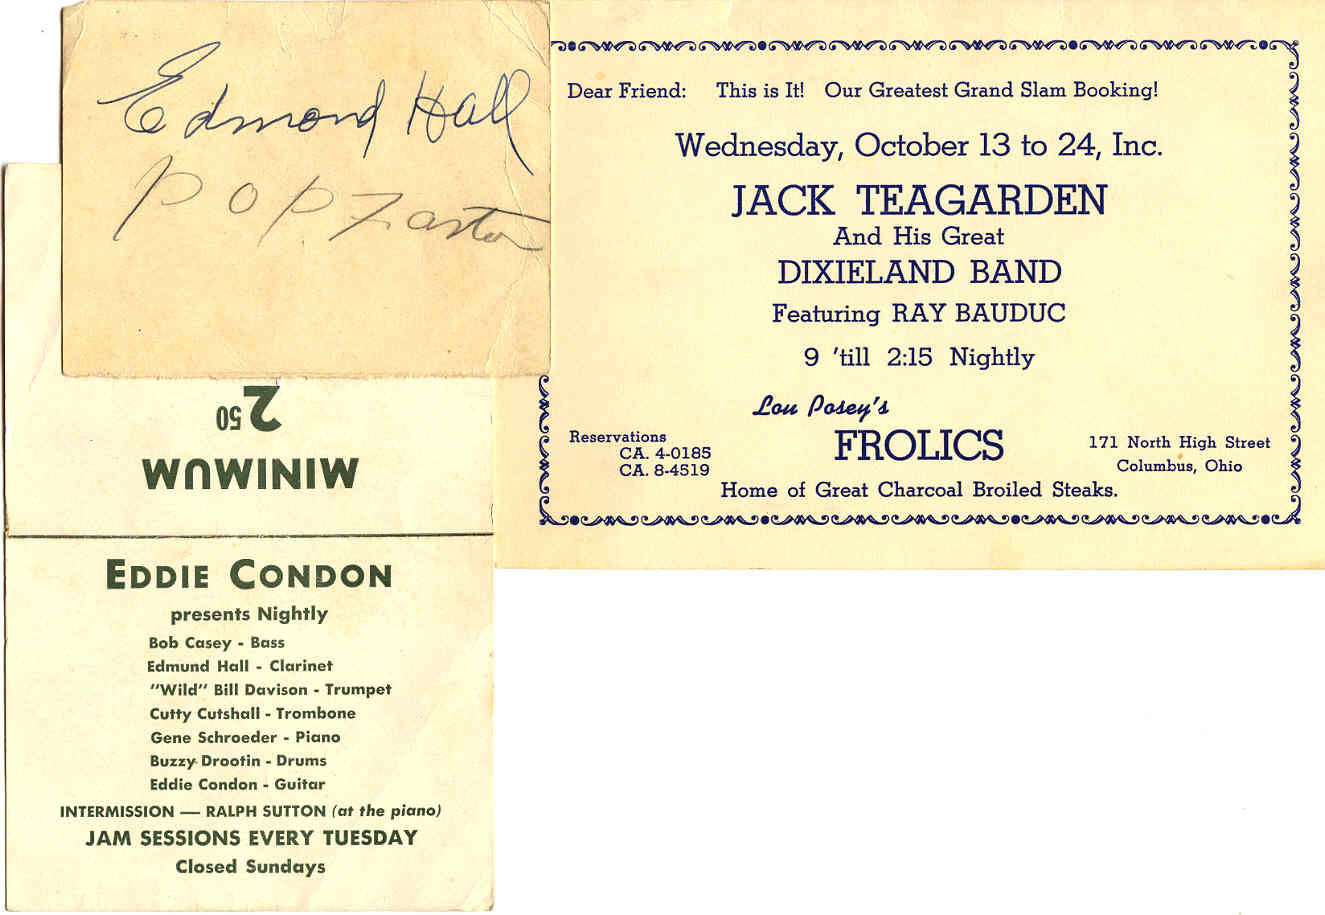 Edmond Hall
POP Zarton
Dear Friend: This is It! Our Greatest Grand Slam Booking!
Wednesday, October 13 to 24, Inc.
JACK TEAGARDEN
And His Great
DIXIELAND BAND
Featuring RAY BAUDUC
9 'till 2:15 Nightly
Lou Posey's
FROLICS
Reservations
CA. 4-0185
CA. 8-4519
171 North High Street
Columbus, Ohio
Home of Great Charcoal Broiled Steaks.
2 50
MINIMUM
EDDIE CONDON
presents Nightly
Bob Casey - Bass
Edmund Hall - Clarinet
"Wild" Bill Davison - Trumpet
Cutty Cutshall - Trombone
Gene Schroeder - Piano
Buzzy Drootin - Drums
Eddie Condon - Guitar
INTERMISSION — RALPH SUTTON (at the piano)
JAM SESSIONS EVERY TUESDAY
Closed Sundays